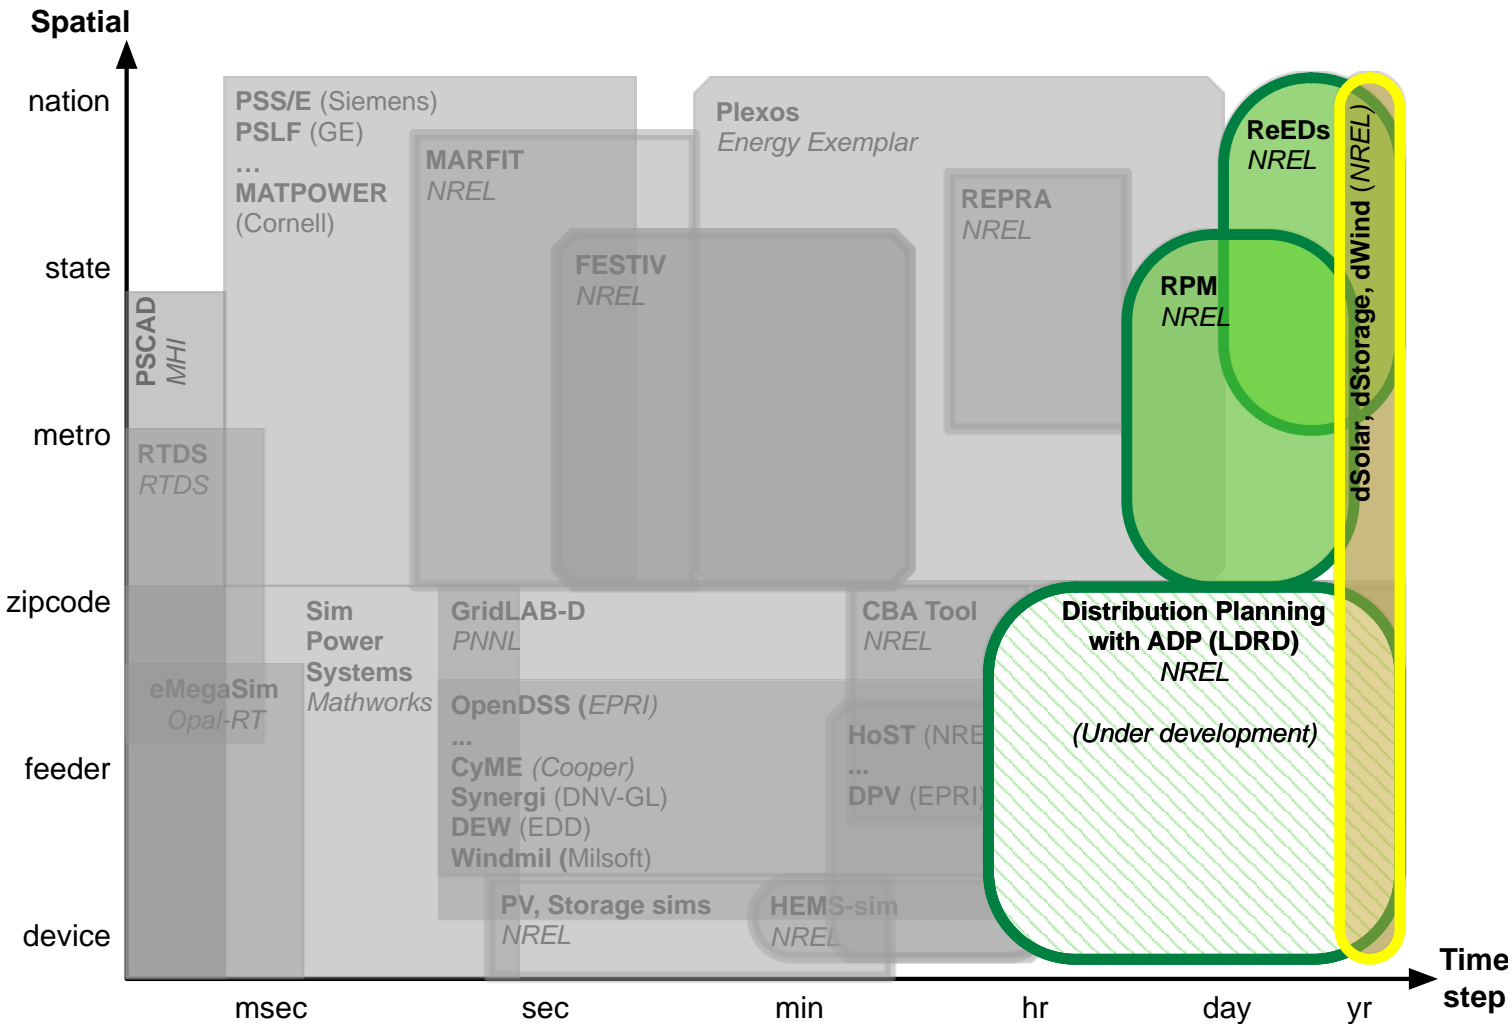 Spatial
nation
state
metro
zipcode
feeder
device
PSS/E (Siemens)
PSLF (GE)
...
MATPOWER
(Cornell)
MARFIT
NREL
Plexos
Energy Exemplar
REPRA
NREL
FESTIV
NREL
ReEDs
NREL
RPM
NREL
dSolar, dStorage, dWind (NREL)
PSCAD
MHI
RTDS
RTDS
eMegaSim
Opal-RT
Sim
Power
Systems
Mathworks
GridLAB-D
PNNL
OpenDSS (EPRI)
...
CyME (Cooper)
Synergi (DNV-GL)
DEW (EDD)
Windmil (Milsoft)
CBA Tool
NREL
HoST (NRE
...
DPV (EPRI)
Distribution Planning
with ADP (LDRD)
NREL
(Under development)
PV, Storage sims
NREL
HEMS-sim
NREL
msec
sec
min
hr
day
yr
Time
step